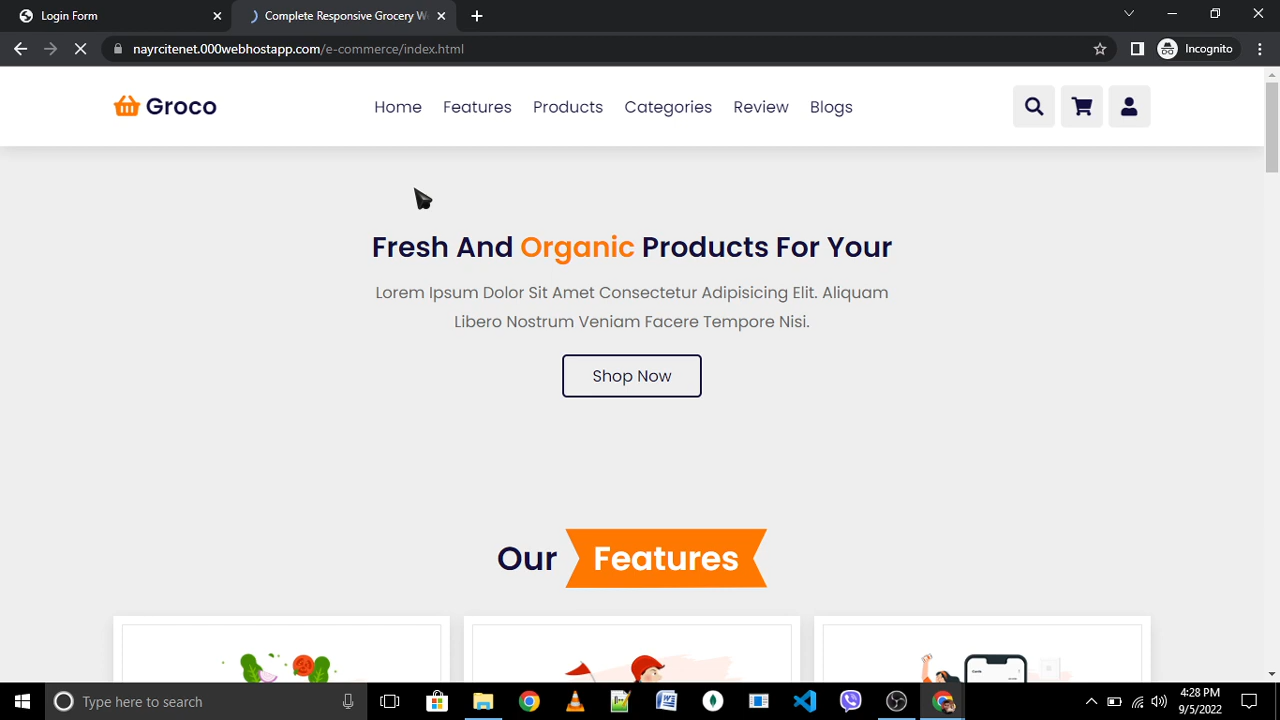 Login Form
Complete Responsive Grocery W
nayrcitenet.000webhostapp.com/e-commerce/index.html
Incognito
Groco
Home
Features
Products
Categories
Review
Blogs
Fresh And Organic Products For Your
Lorem Ipsum Dolor Sit Amet Consectetur Adipisicing Elit. Aliquam
Libero Nostrum Veniam Facere Tempore Nisi.
Shop Now
Our Features
Type here to search
4:28 PM
9/5/2022